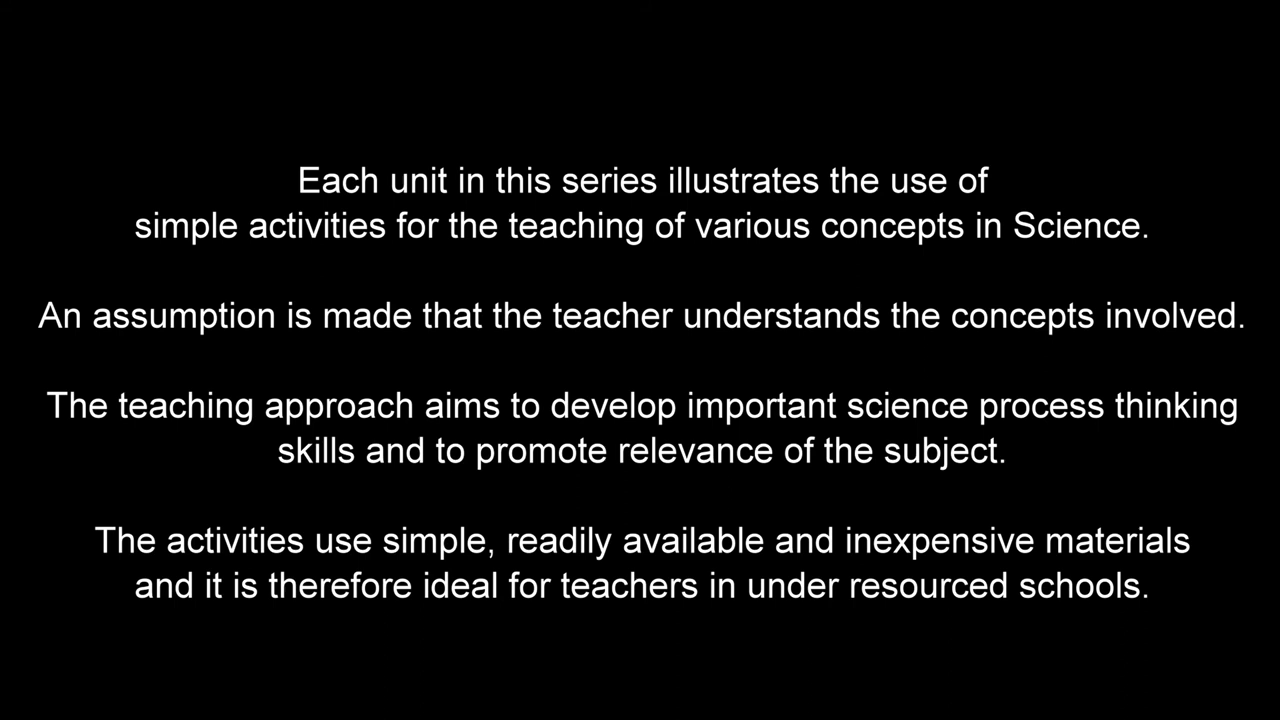 Each unit in this series illustrates the use of
simple activities for the teaching of various concepts in Science.
An assumption is made that the teacher understands the concepts involved.
The teaching approach aims to develop important science process thinking
skills and to promote relevance of the subject.
The activities use simple, readily available and inexpensive materials
and it is therefore ideal for teachers in under resourced schools.